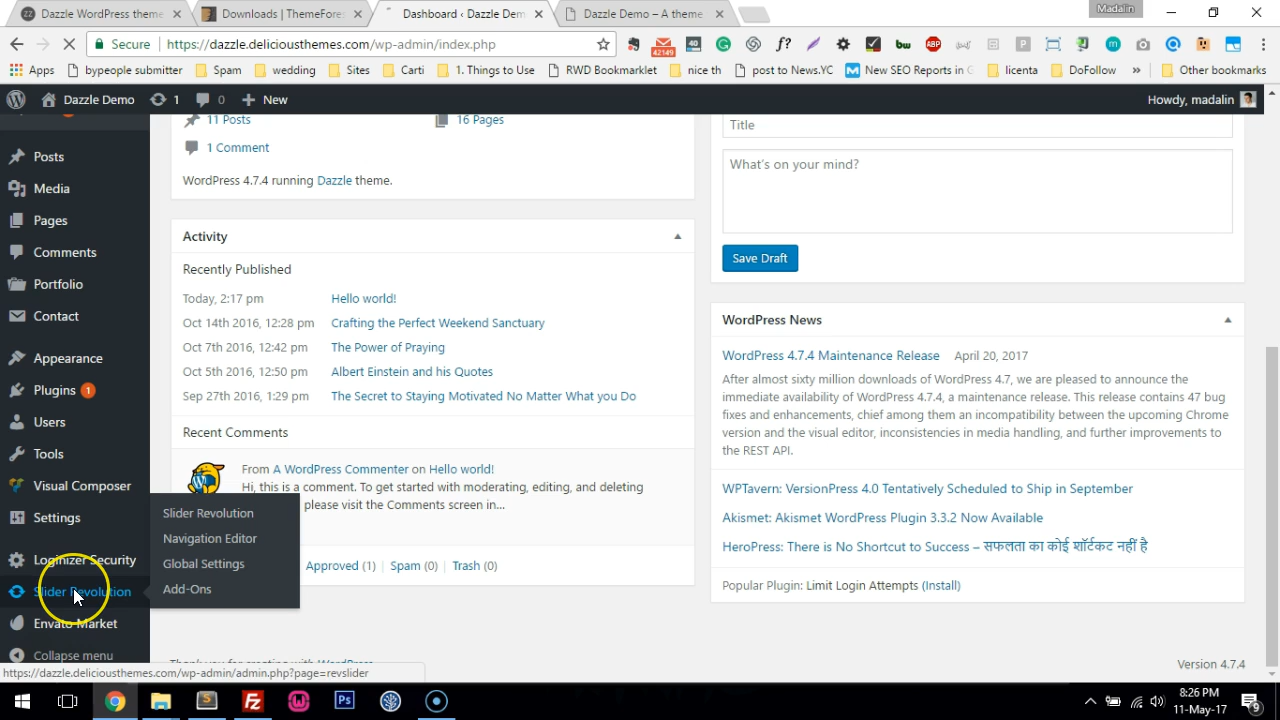 Dazzle WordPress theme
Downloads | ThemeFores
Dashboard ‹ Dazzle Dem
Dazzle Demo – A theme
Madalin
Secure
https://dazzle.deliciousthemes.com/wp-admin/index.php
42149
40
f?
bw
ABP
Apps
bypeople submitter
Spam
wedding
Sites
Carti
1. Things to Use
RWD Bookmarklet
nice th
post to News.YC
New SEO Reports in G
licenta
DoFollow
»
Other bookmarks
Dazzle Demo
1
0
New
Howdy, madalin
Posts
Media
Pages
Comments
Portfolio
Contact
Appearance
Plugins 1
Users
Tools
Visual Composer
Settings
Loginizer Security
Slider Revolution
Envato Market
Collapse menu
Slider Revolution
Navigation Editor
Global Settings
Add-Ons
11 Posts
16 Pages
1 Comment
WordPress 4.7.4 running Dazzle theme.
Activity
Recently Published
Today, 2:17 pm Hello world!
Oct 14th 2016, 12:28 pm Crafting the Perfect Weekend Sanctuary
Oct 7th 2016, 12:42 pm The Power of Praying
Oct 5th 2016, 12:50 pm Albert Einstein and his Quotes
Sep 27th 2016, 1:29 pm The Secret to Staying Motivated No Matter What you Do
Recent Comments
From A WordPress Commenter on Hello world!
Hi, this is a comment. To get started with moderating, editing, and deleting
please visit the Comments screen in...
Approved (1) | Spam (0) | Trash (0)
Thank you for creating with WordPress
Title
What's on your mind?
Save Draft
WordPress News
WordPress 4.7.4 Maintenance Release April 20, 2017
After almost sixty million downloads of WordPress 4.7, we are pleased to announce the
immediate availability of WordPress 4.7.4, a maintenance release. This release contains 47 bug
fixes and enhancements, chief among them an incompatibility between the upcoming Chrome
version and the visual editor, inconsistencies in media handling, and further improvements to
the REST API.
WPTavern: VersionPress 4.0 Tentatively Scheduled to Ship in September
Akismet: Akismet WordPress Plugin 3.3.2 Now Available
HeroPress: There is No Shortcut to Success – सफलता का कोई शॉर्टकट नहीं है
Popular Plugin: Limit Login Attempts (Install)
Version 4.7.4
https://dazzle.deliciousthemes.com/wp-admin/admin.php?page=revslider
Ps
8:26 PM
11-May-17
9